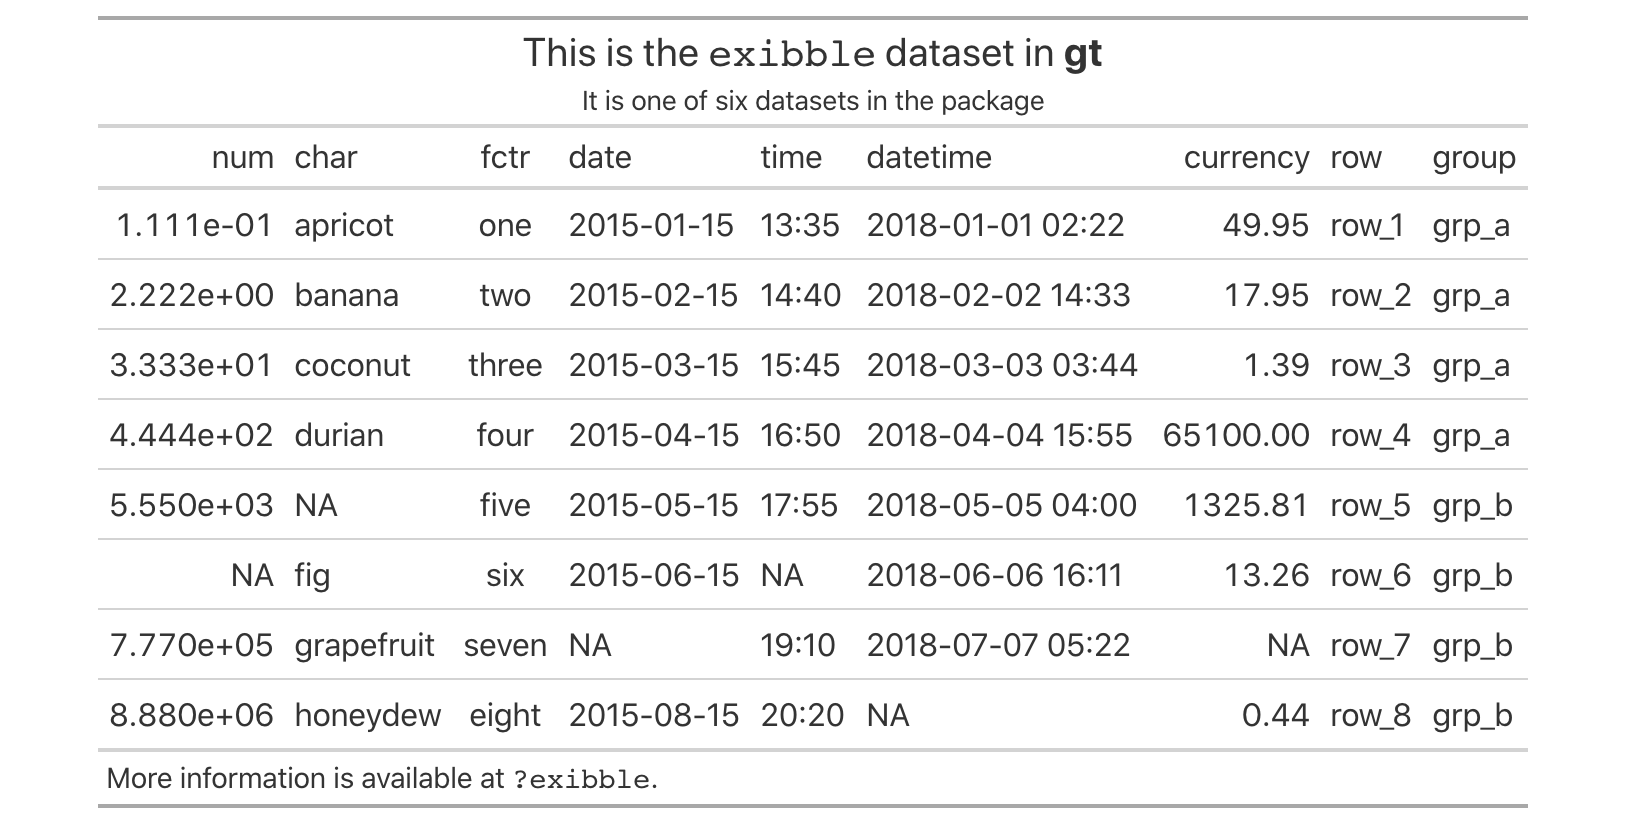 This is the exibble dataset in gt
It is one of six datasets in the package
num char fctr date time datetime currency row group
1.111e-01 apricot one 2015-01-15 13:35 2018-01-01 02:22 49.95 row_1 grp_a
2.222e+00 banana two 2015-02-15 14:40 2018-02-02 14:33 17.95 row_2 grp_a
3.333e+01 coconut three 2015-03-15 15:45 2018-03-03 03:44 1.39 row_3 grp_a
4.444e+02 durian four 2015-04-15 16:50 2018-04-04 15:55 65100.00 row_4 grp_a
5.550e+03 NA five 2015-05-15 17:55 2018-05-05 04:00 1325.81 row_5 grp_b
NA fig six 2015-06-15 NA 2018-06-06 16:11 13.26 row_6 grp_b
7.770e+05 grapefruit seven NA 19:10 2018-07-07 05:22 NA row_7 grp_b
8.880e+06 honeydew eight 2015-08-15 20:20 NA 0.44 row_8 grp_b
More information is available at ?exibble.